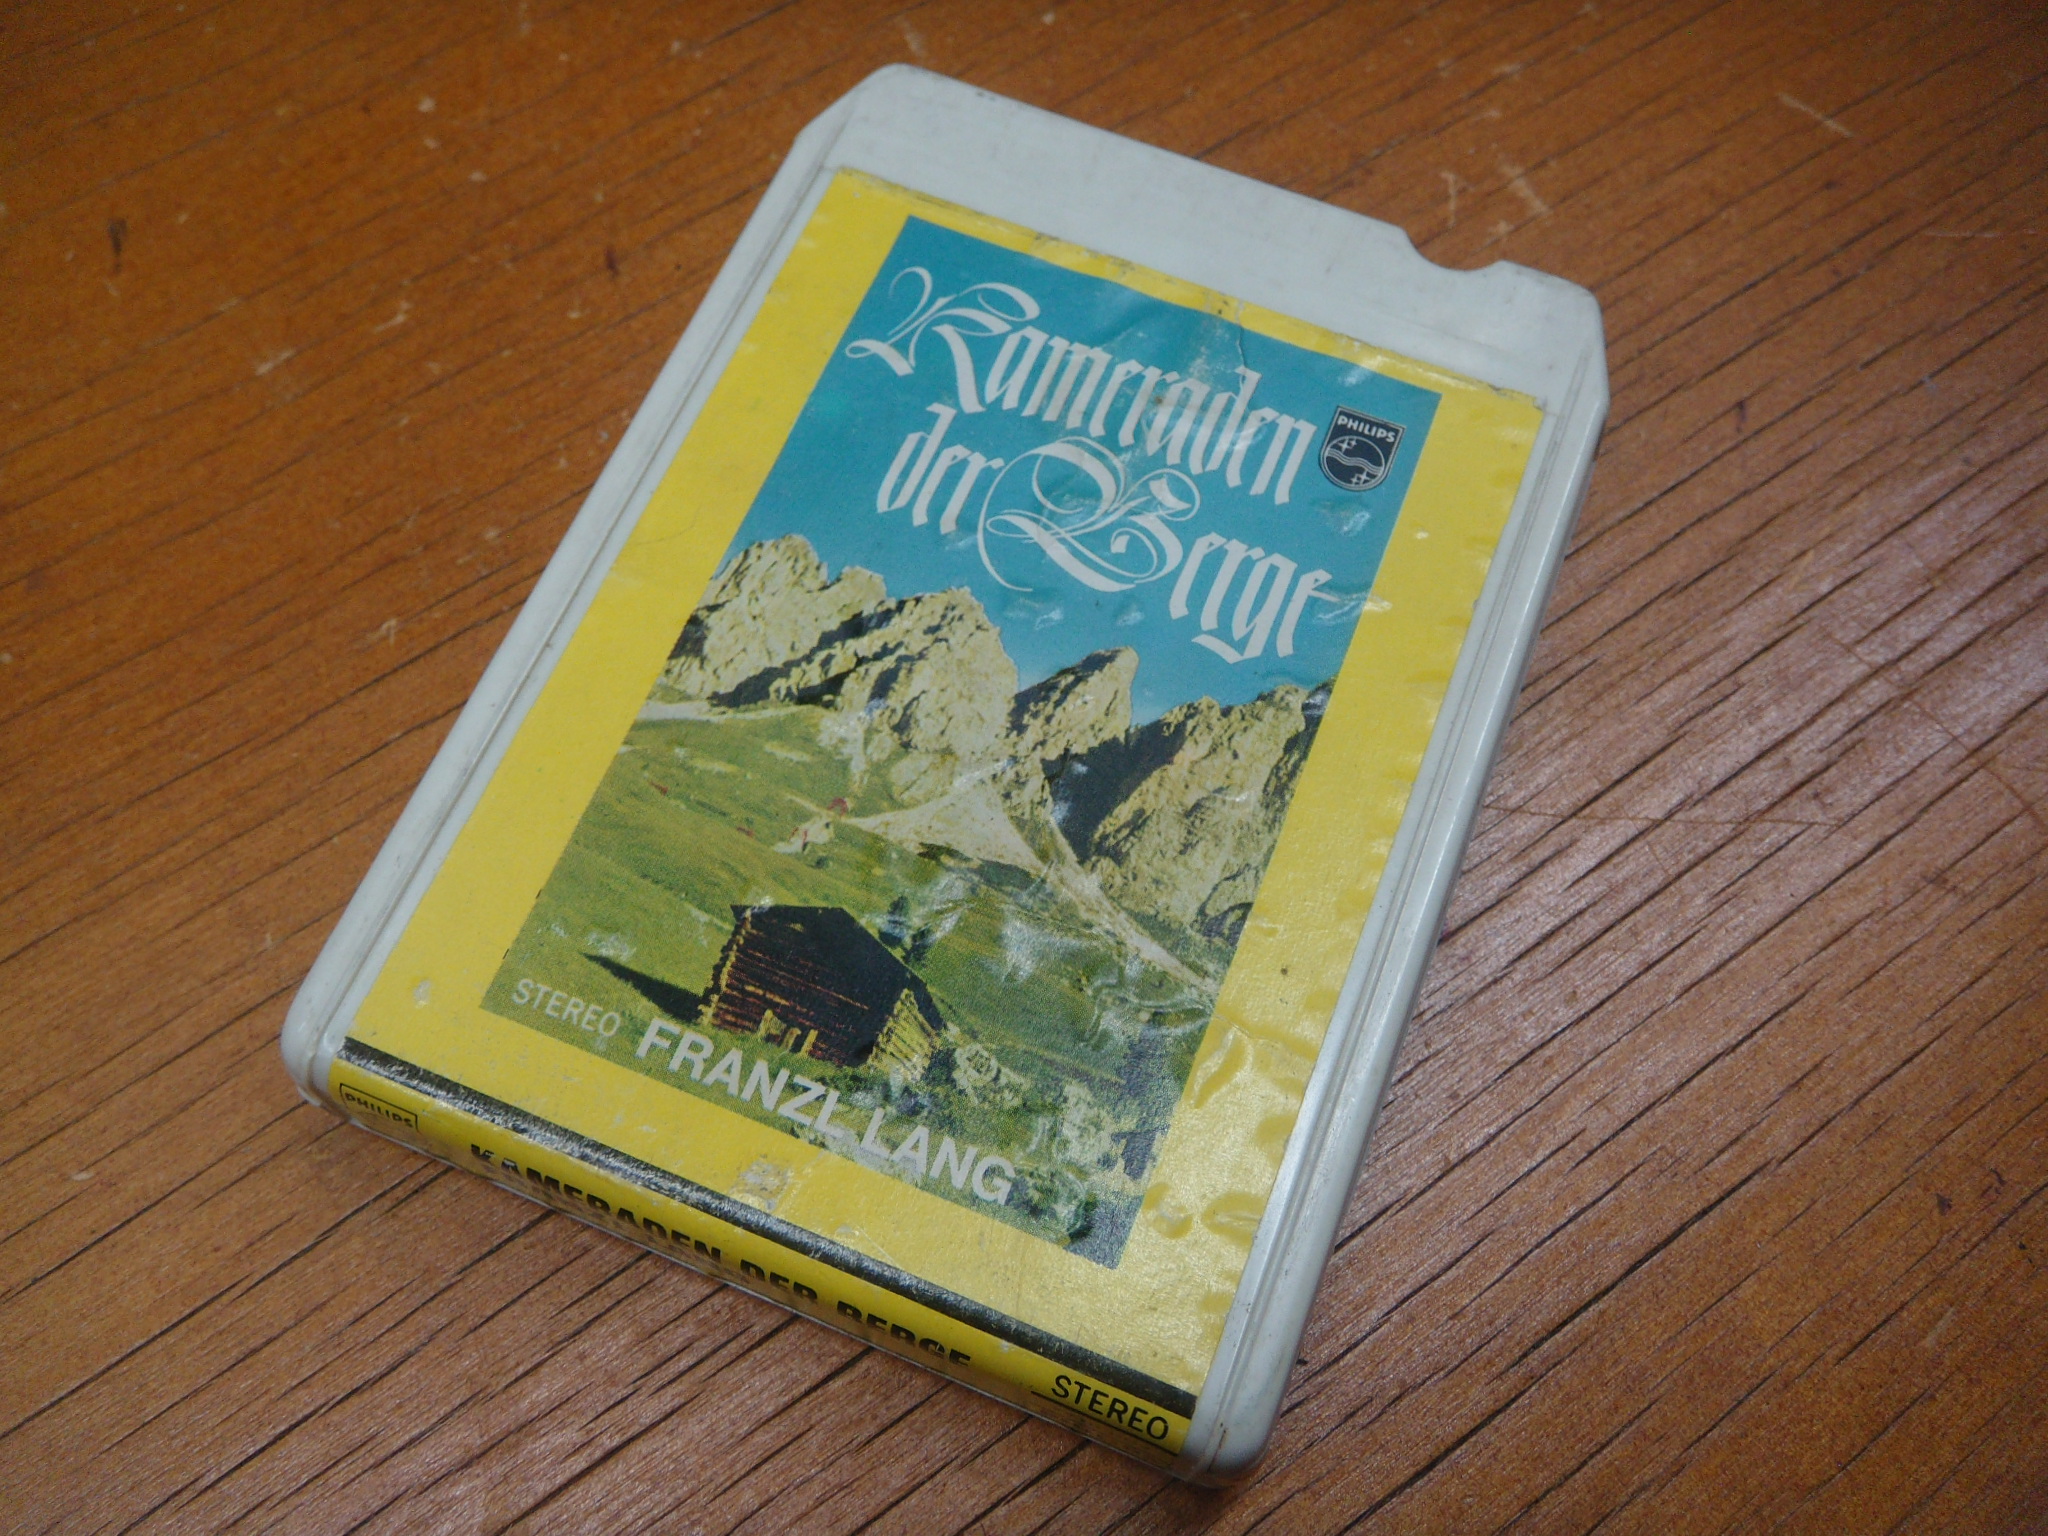 Kameraden
der Berge
PHILIPS
STEREO FRANZL LANG
PHILIPS
KAMERADEN DER BERGE
STEREO